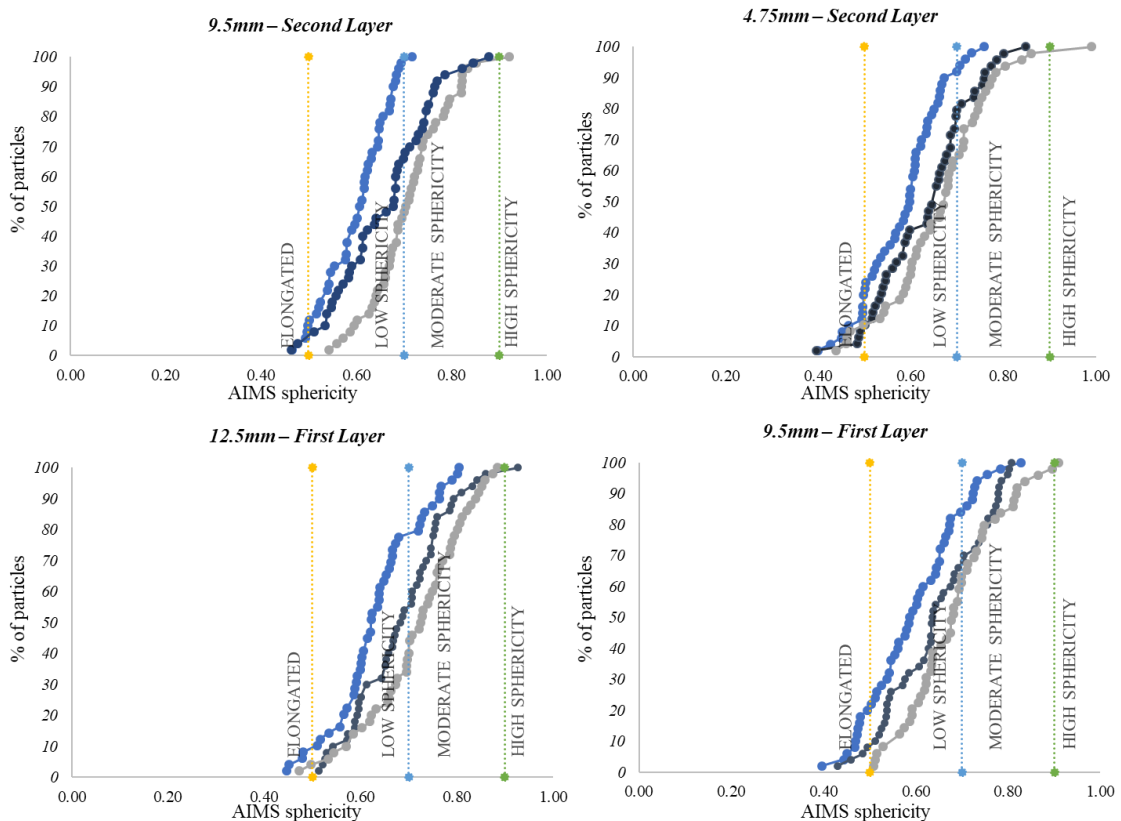 9.5mm – Second Layer
% of particles
100
90
80
70
60
50
40
30
20
10
0
ELONGATED
LOW SPHERICITY
MODERATE SPHERICITY
HIGH SPHERICITY
0.00 0.20 0.40 0.60 0.80 1.00
AIMS sphericity
4.75mm – Second Layer
% of particles
100
90
80
70
60
50
40
30
20
10
0
ELONGATED
LOW SPHERICITY
MODERATE SPHERICITY
HIGH SPHERICITY
0.00 0.20 0.40 0.60 0.80 1.00
AIMS sphericity
12.5mm – First Layer
% of particles
100
90
80
70
60
50
40
30
20
10
0
ELONGATED
LOW SPHERICITY
MODERATE SPHERICITY
HIGH SPHERICITY
0.00 0.20 0.40 0.60 0.80 1.00
AIMS sphericity
9.5mm – First Layer
% of particles
100
90
80
70
60
50
40
30
20
10
0
ELONGATED
LOW SPHERICITY
MODERATE SPHERICITY
HIGH SPHERICITY
0.00 0.20 0.40 0.60 0.80 1.00
AIMS sphericity